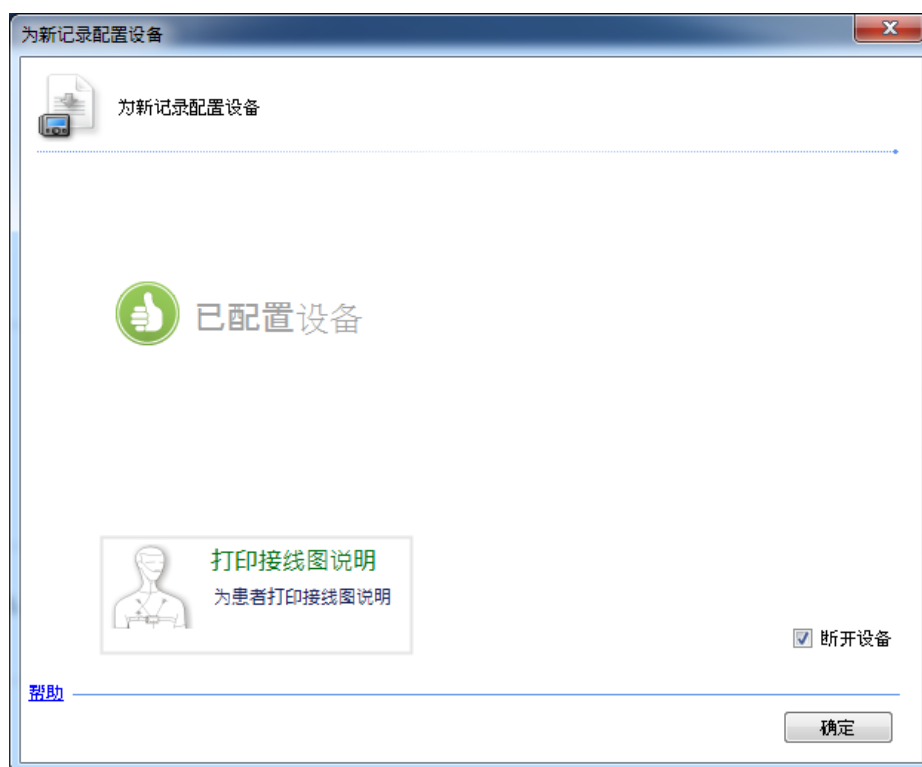 为新记录配置设备
为新记录配置设备
已配置设备
打印接线图说明
为患者打印接线图说明
断开设备
帮助
确定